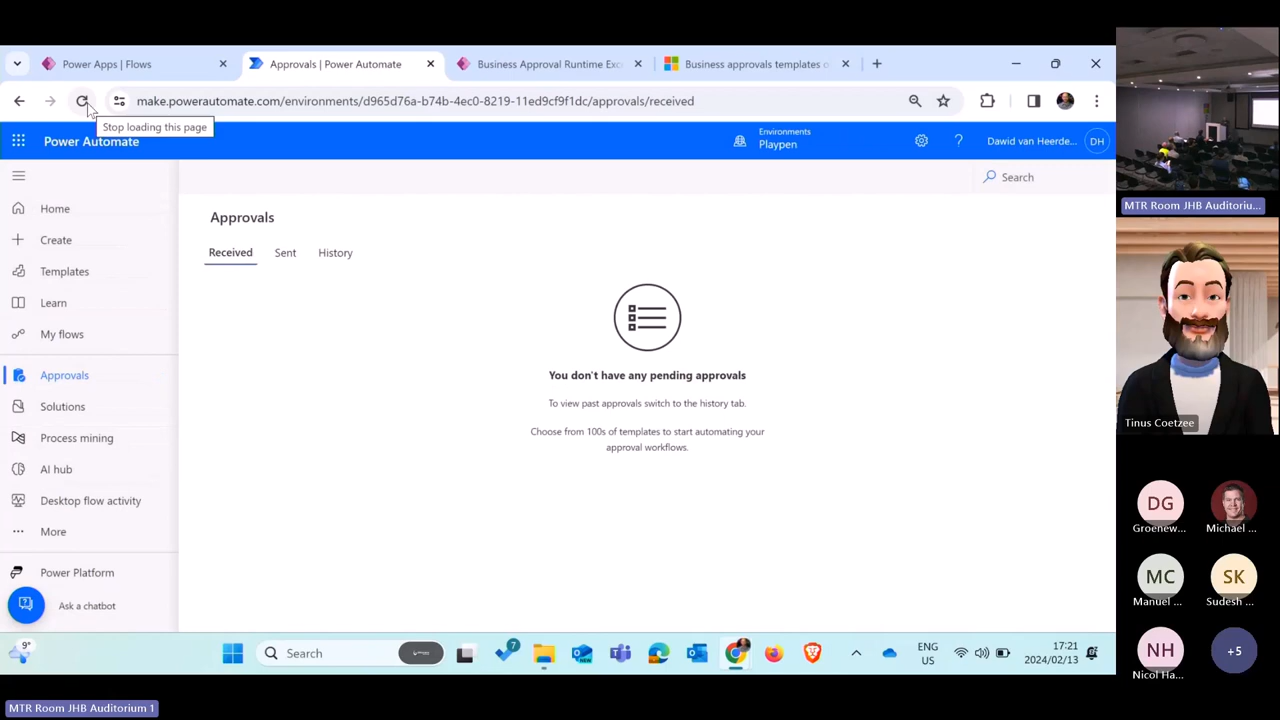 Power Apps | Flows
Approvals | Power Automate
Business Approval Runtime Exc
Business approvals templates o
make.powerautomate.com/environments/d965d76a-b74b-4ec0-8219-11ed9cf9f1dc/approvals/received
Stop loading this page
Power Automate
Environments
Playpen
?
Dawid van Heerde...
DH
Search
Home
Create
Templates
Learn
My flows
Approvals
Solutions
Process mining
AI hub
Desktop flow activity
More
Power Platform
Ask a chatbot
Approvals
Received
Sent
History
You don't have any pending approvals
To view past approvals switch to the history tab.
Choose from 100s of templates to start automating your
approval workflows.
9°
Search
7
ENG
US
17:21
2024/02/13
MTR Room JHB Auditoriu...
Tinus Coetzee
DG
Groenew...
Michael ...
MC
Manuel ...
SK
Sudesh ...
NH
Nicol Ha...
+5
MTR Room JHB Auditorium 1